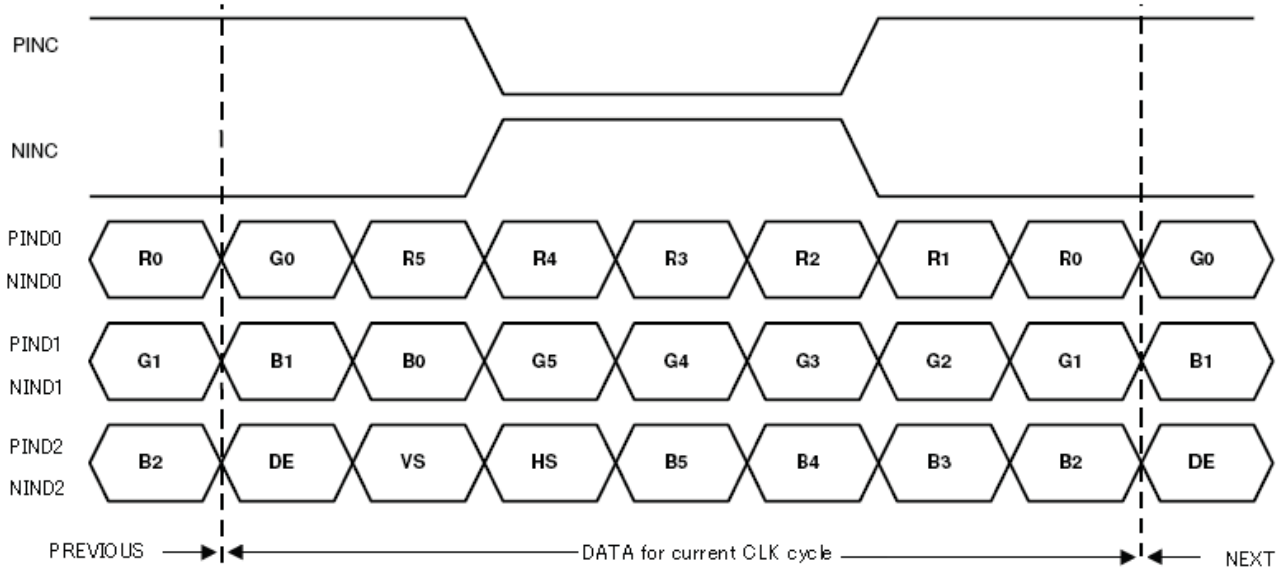 PINC
NINC
PIND0
NIND0
R0 G0 R5 R4 R3 R2 R1 R0 G0
PIND1
NIND1
G1 B1 B0 G5 G4 G3 G2 G1 B1
PIND2
NIND2
B2 DE VS HS B5 B4 B3 B2 DE
PREVIOUS DATA for current CLK cycle NEXT